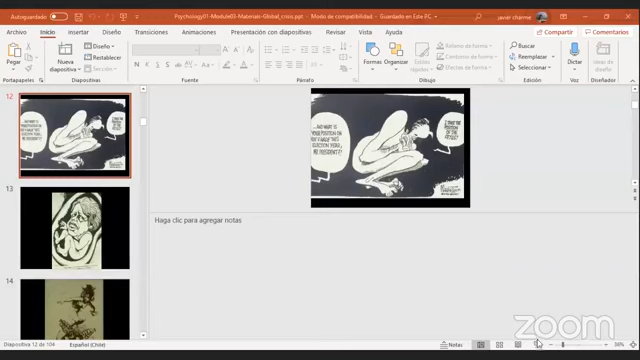 Autoguardado
Psychology01-Module03-Materials-Global_crisis.ppt - Modo de compatibilidad - Guardado en Este PC
javier charme
Archivo Inicio Insertar Diseño Transiciones Animaciones Presentación con diapositivas Revisar Vista Ayuda
Compartir
Comentarios
Pegar
Nueva diapositiva
Diseño
Restablecer
Sección
Formas
Organizar
Estilos rápidos
Relleno de forma
Contorno de forma
Efectos de forma
Buscar
Reemplazar
Seleccionar
Dictar
Ideas de diseño
Portapapeles
Diapositivas
Fuente
Párrafo
Dibujo
Edición
Voz
Diseñador
12
13
14
...AND WHAT IS
YOUR POSITION ON
ELECTION YEAR,
MR. PRESIDENT?
I TAKE THE
POSITION
OF THE
FETUS!
Haga clic para agregar notas
Diapositiva 12 de 104
Español (Chile)
Notas
zoom